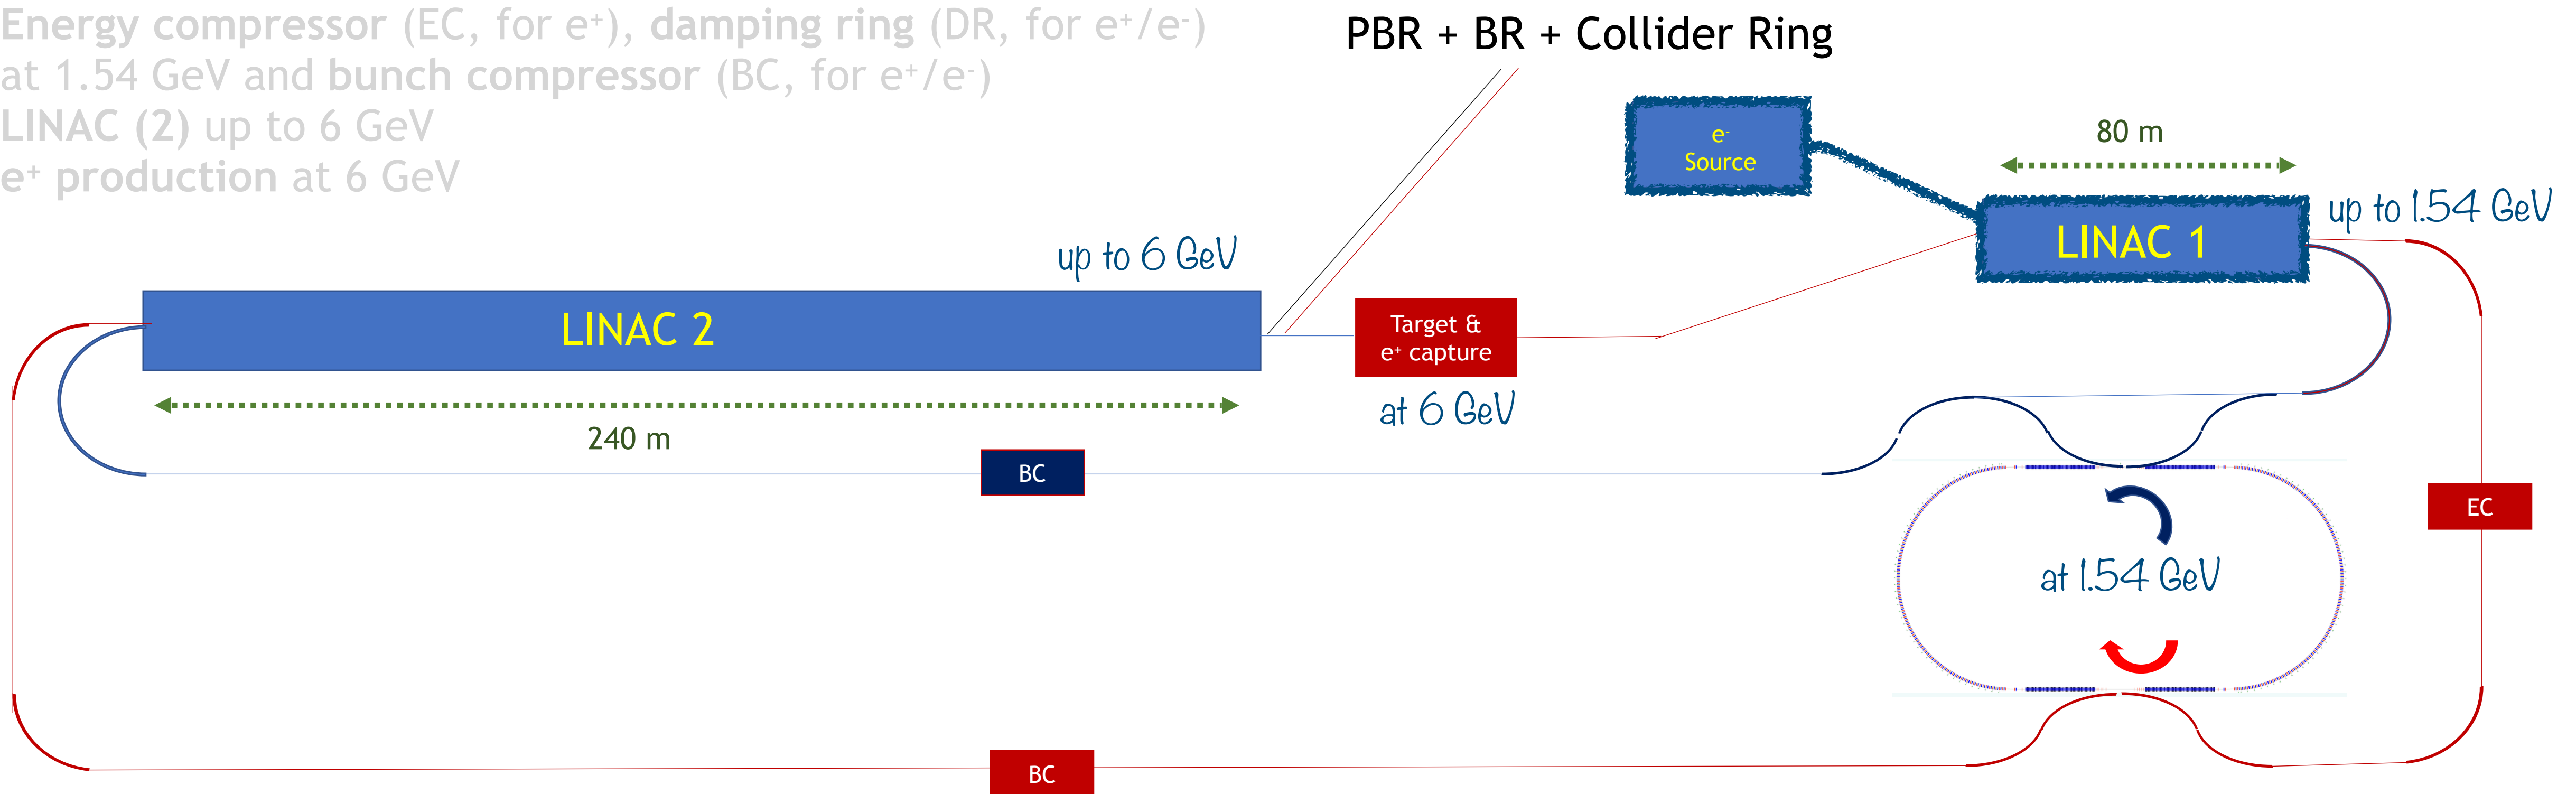 Energy compressor (EC, for e⁺), damping ring (DR, for e⁺/e⁻)
at 1.54 GeV and bunch compressor (BC, for e⁺/e⁻)
LINAC (2) up to 6 GeV
e⁺ production at 6 GeV
PBR + BR + Collider Ring
e⁻
Source
80 m
up to 1.54 GeV
LINAC 1
up to 6 GeV
LINAC 2
Target &
e⁺ capture
at 6 GeV
240 m
BC
EC
at 1.54 GeV
BC